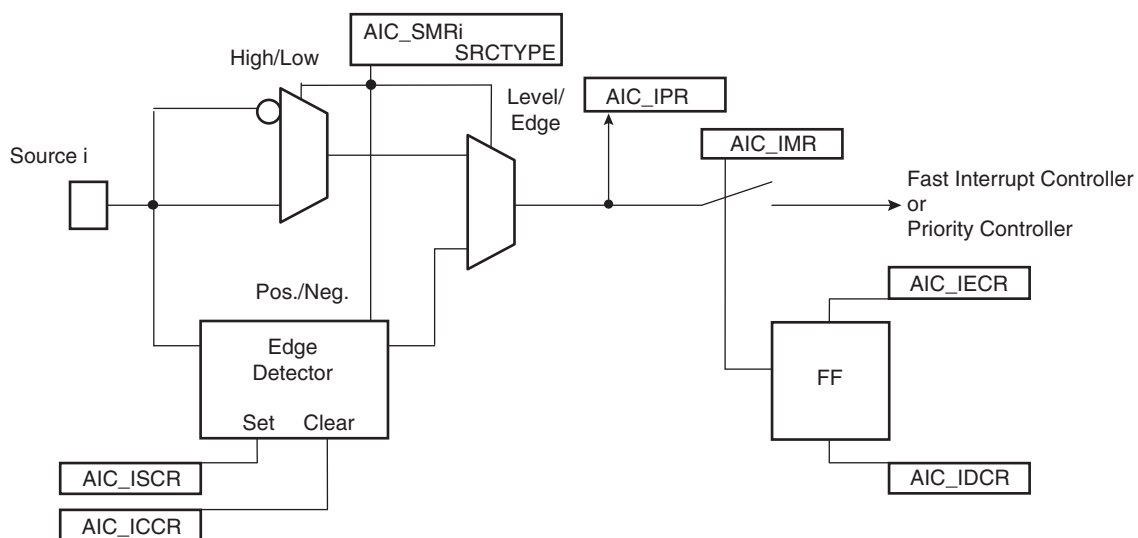 AIC_SMRi
SRCTYPE
High/Low
Level/
Edge
AIC_IPR
AIC_IMR
Source i
Fast Interrupt Controller
or
Priority Controller
Pos./Neg.
AIC_IECR
Edge
Detector
FF
Set Clear
AIC_ISCR
AIC_IDCR
AIC_ICCR